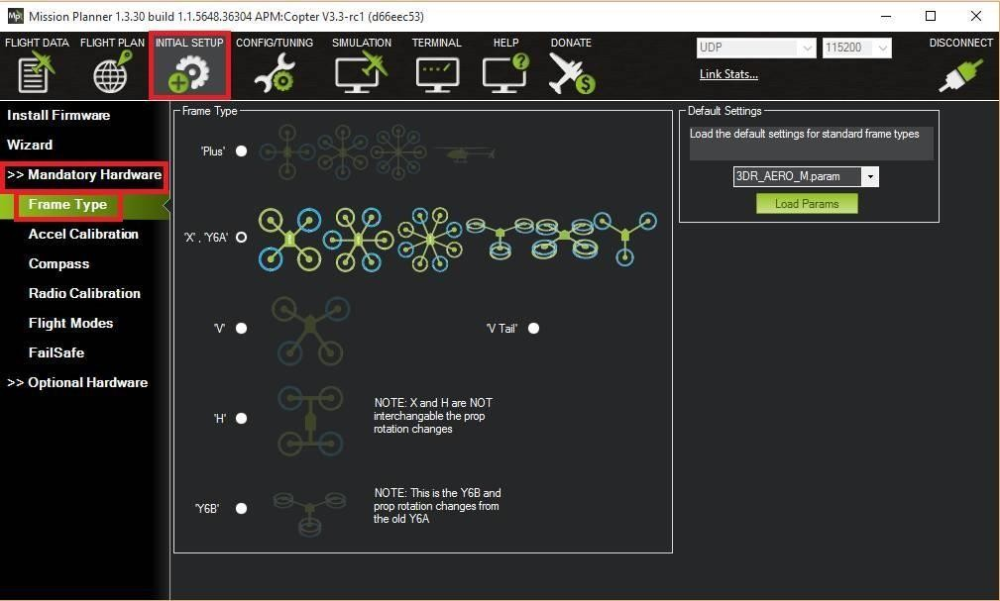 Mp
Mission Planner 1.3.30 build 1.1.5648.36304 APM:Copter V3.3-rc1 (d66eec53)
FLIGHT DATA
FLIGHT PLAN
INITIAL SETUP
CONFIG/TUNING
SIMULATION
TERMINAL
HELP
DONATE
UDP
115200
DISCONNECT
Link Stats...
Install Firmware
Wizard
>> Mandatory Hardware
Frame Type
Accel Calibration
Compass
Radio Calibration
Flight Modes
FailSafe
>> Optional Hardware
Frame Type
'Plus'
'X' , 'Y6A'
'V'
'V Tail'
'H'
NOTE: X and H are NOT
interchangable the prop
rotation changes
'Y6B'
NOTE: This is the Y6B and
prop rotation changes from
the old Y6A
Default Settings
Load the default settings for standard frame types
3DR_AERO_M.param
Load Params